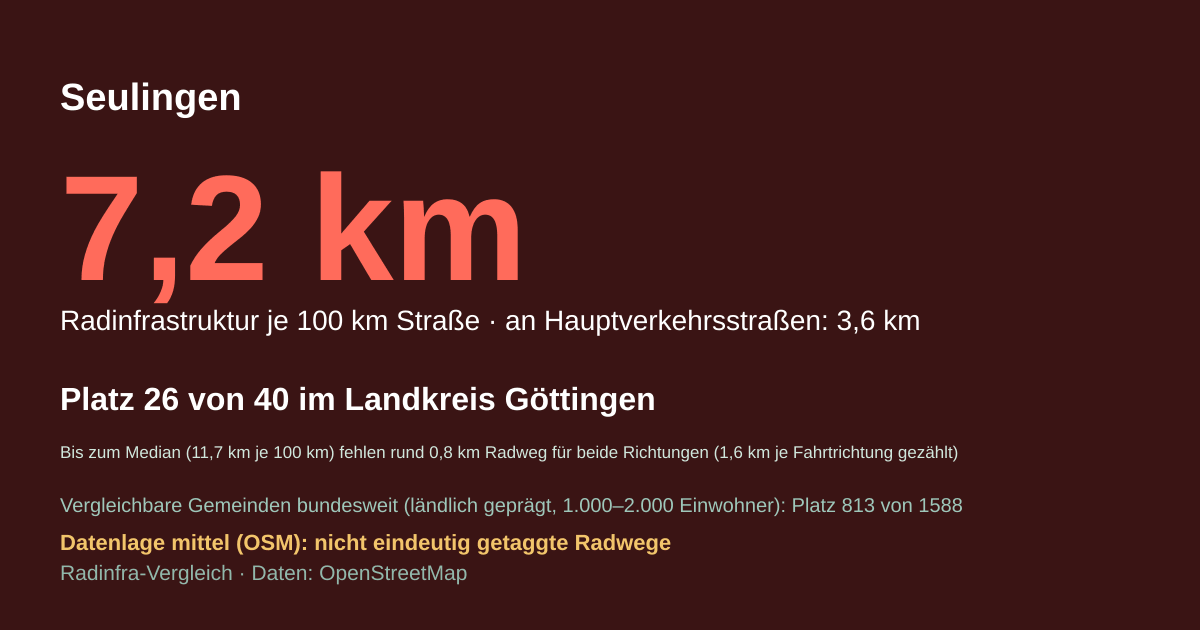 Seulingen
7,2 km
Radinfrastruktur je 100 km Straße · an Hauptverkehrsstraßen: 3,6 km
Platz 26 von 40 im Landkreis Göttingen
Bis zum Median (11,7 km je 100 km) fehlen rund 0,8 km Radweg für beide Richtungen (1,6 km je Fahrtrichtung gezählt)
Vergleichbare Gemeinden bundesweit (ländlich geprägt, 1.000–2.000 Einwohner): Platz 813 von 1588
Datenlage mittel (OSM): nicht eindeutig getaggte Radwege
Radinfra-Vergleich · Daten: OpenStreetMap